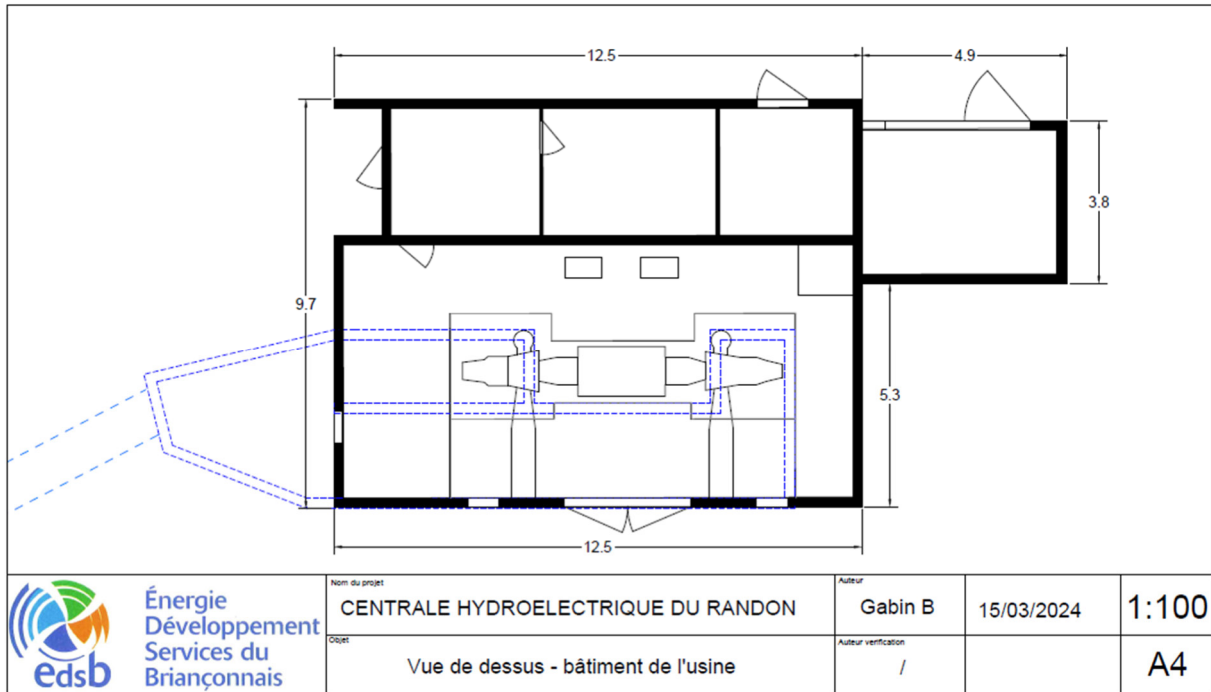 12.5
4.9
3.8
9.7
5.3
12.5
edsb
Énergie
Développement
Services du
Briançonnais
Nom du projet
CENTRALE HYDROELECTRIQUE DU RANDON
Objet
Vue de dessus - bâtiment de l'usine
Auteur
Gabin B
15/03/2024
1:100
Auteur vérification
/
A4